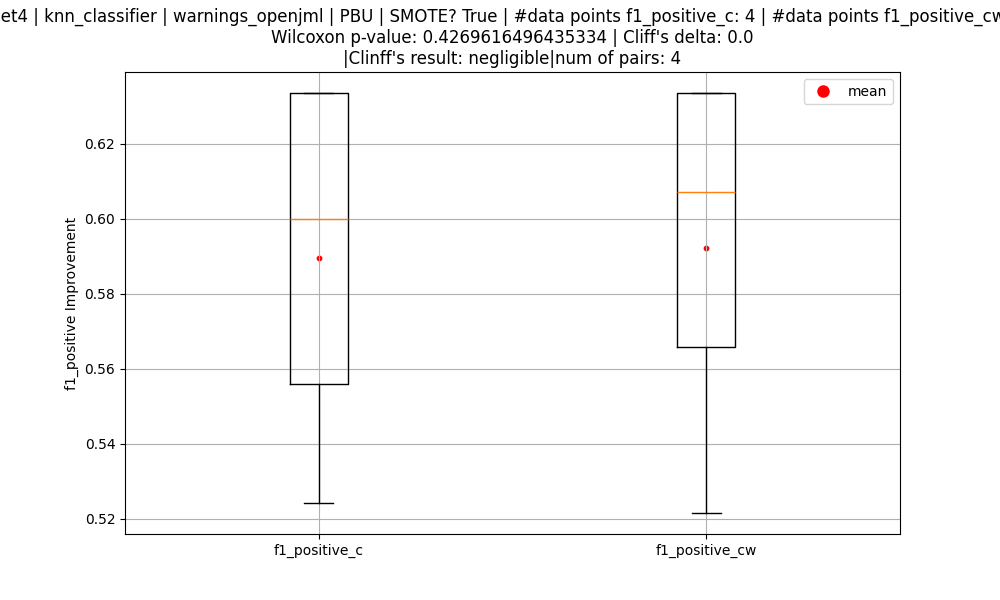 et4 | knn_classifier | warnings_openjml | PBU | SMOTE? True | #data points f1_positive_c: 4 | #data points f1_positive_cw
Wilcoxon p-value: 0.4269616496435334 | Cliff's delta: 0.0
|Clinff's result: negligible|num of pairs: 4
mean
f1_positive Improvement
0.62
0.60
0.58
0.56
0.54
0.52
f1_positive_c
f1_positive_cw